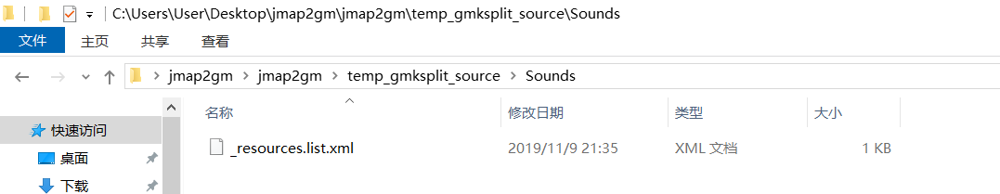 C:\Users\User\Desktop\jmap2gm\jmap2gm\temp_gmksplit_source\Sounds
文件 主页 共享 查看
jmap2gm jmap2gm temp_gmksplit_source Sounds
名称 修改日期 类型 大小
快速访问
_resources.list.xml 2019/11/9 21:35 XML 文档 1 KB
桌面
下载